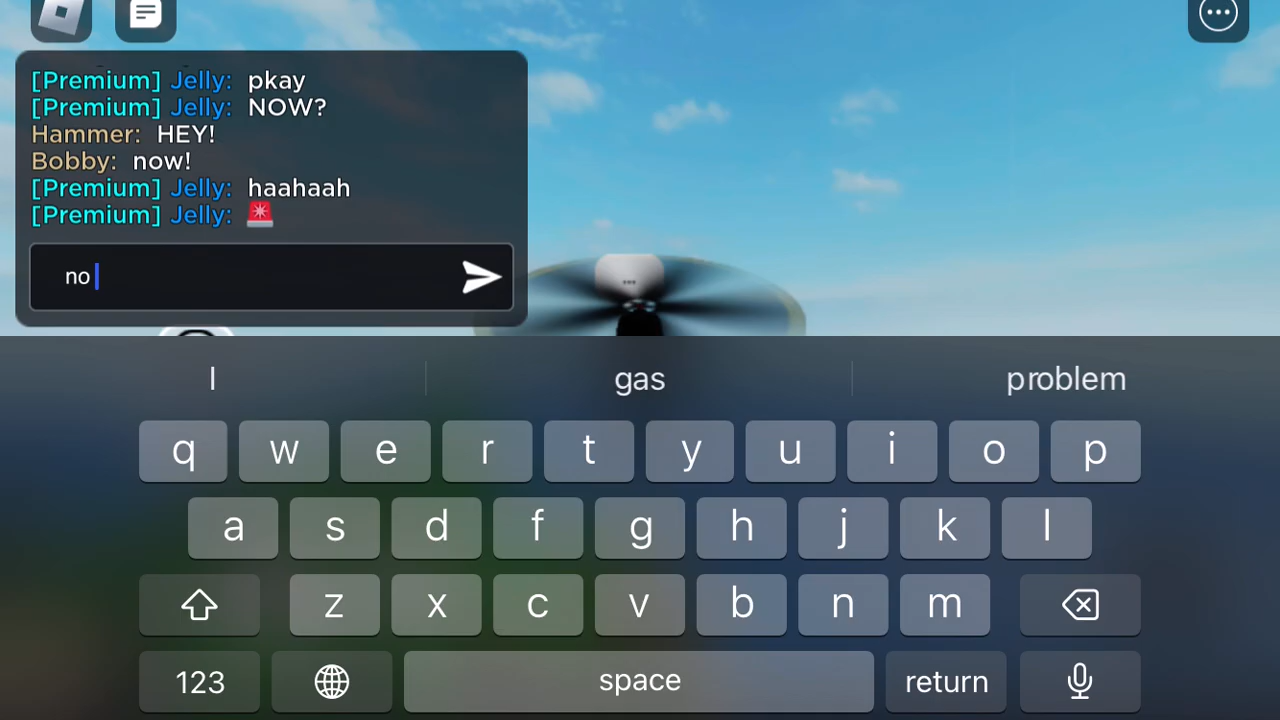 [Premium] Jelly: pkay
[Premium] Jelly: NOW?
Hammer: HEY!
Bobby: now!
[Premium] Jelly: haahaah
[Premium] Jelly: 🚨
no
I gas problem
q w e r t y u i o p
a s d f g h j k l
z x c v b n m
123 space return